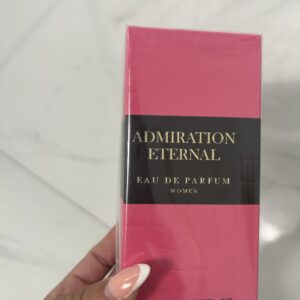 ADMIRATION
ETERNAL
EAU DE PARFUM
WOMEN